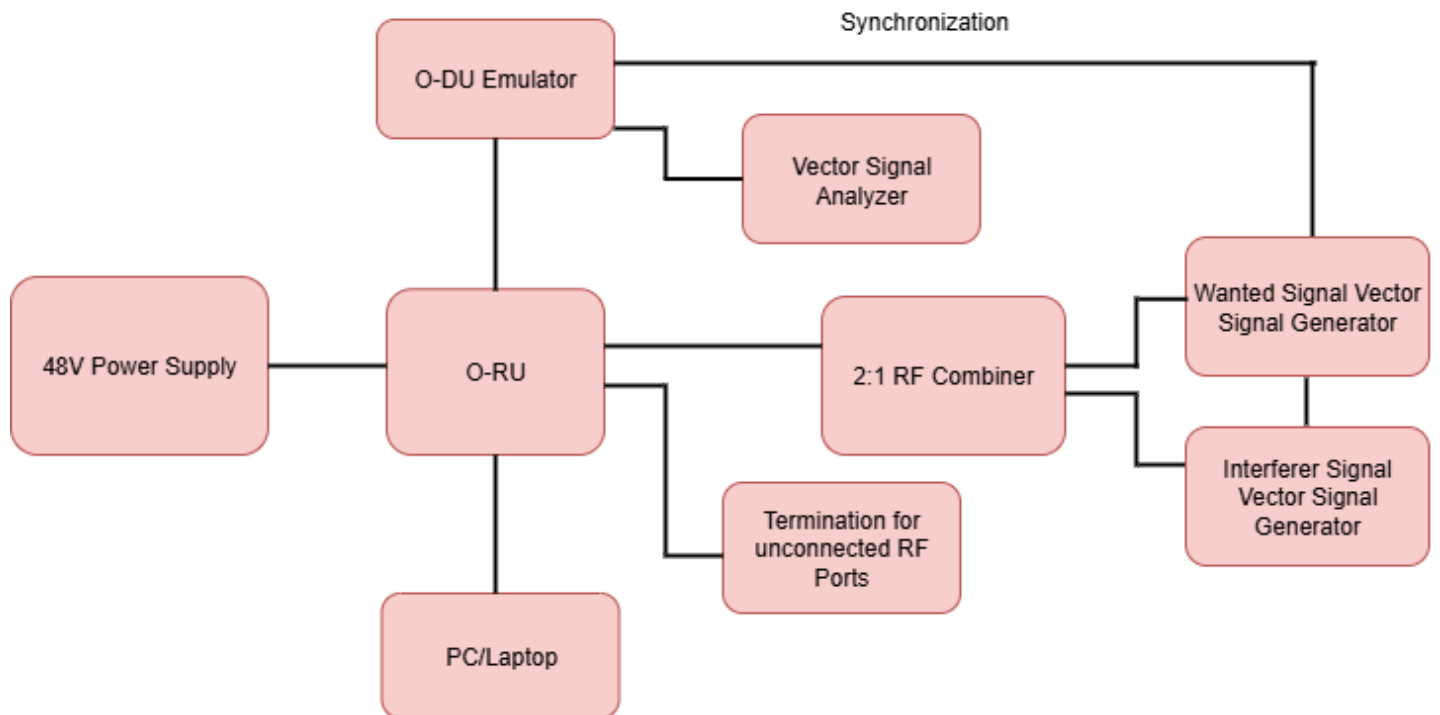 Synchronization
O-DU Emulator
Vector Signal
Analyzer
Wanted Signal Vector
Signal Generator
48V Power Supply
O-RU
2:1 RF Combiner
Interferer Signal
Vector Signal
Generator
Termination for
unconnected RF
Ports
PC/Laptop